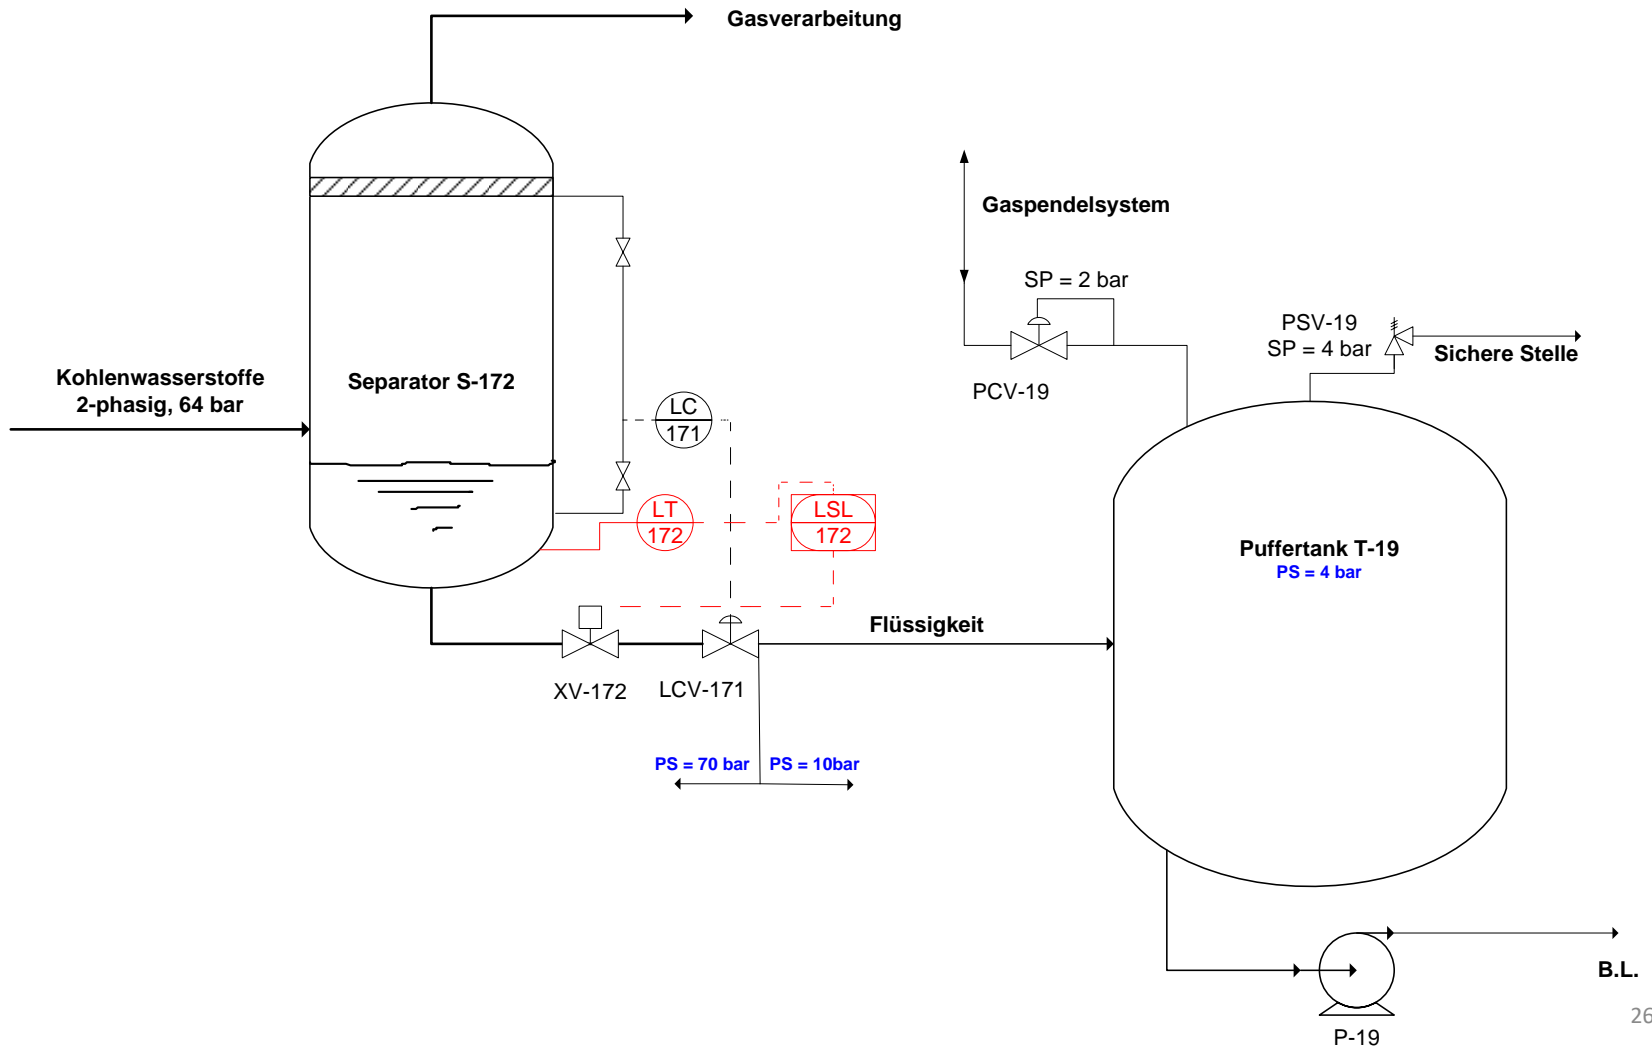 Gasverarbeitung
Gaspendelsystem
SP = 2 bar
PSV-19
SP = 4 bar
Sichere Stelle
PCV-19
Kohlenwasserstoffe
2-phasig, 64 bar
Separator S-172
LC
171
LT
172
LSL
172
Puffertank T-19
PS = 4 bar
Flüssigkeit
XV-172
LCV-171
PS = 70 bar
PS = 10bar
B.L.
P-19
26